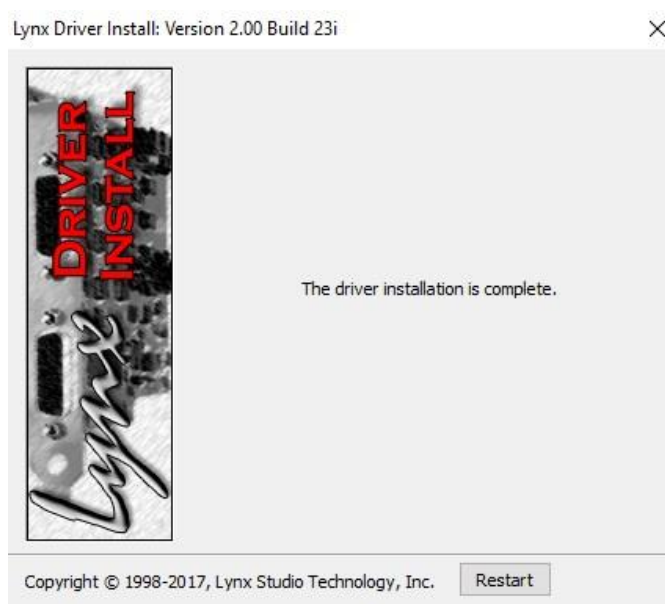 Lynx Driver Install: Version 2.00 Build 23i
DRIVER
INSTALL
Lynx
The driver installation is complete.
Copyright © 1998-2017, Lynx Studio Technology, Inc.
Restart